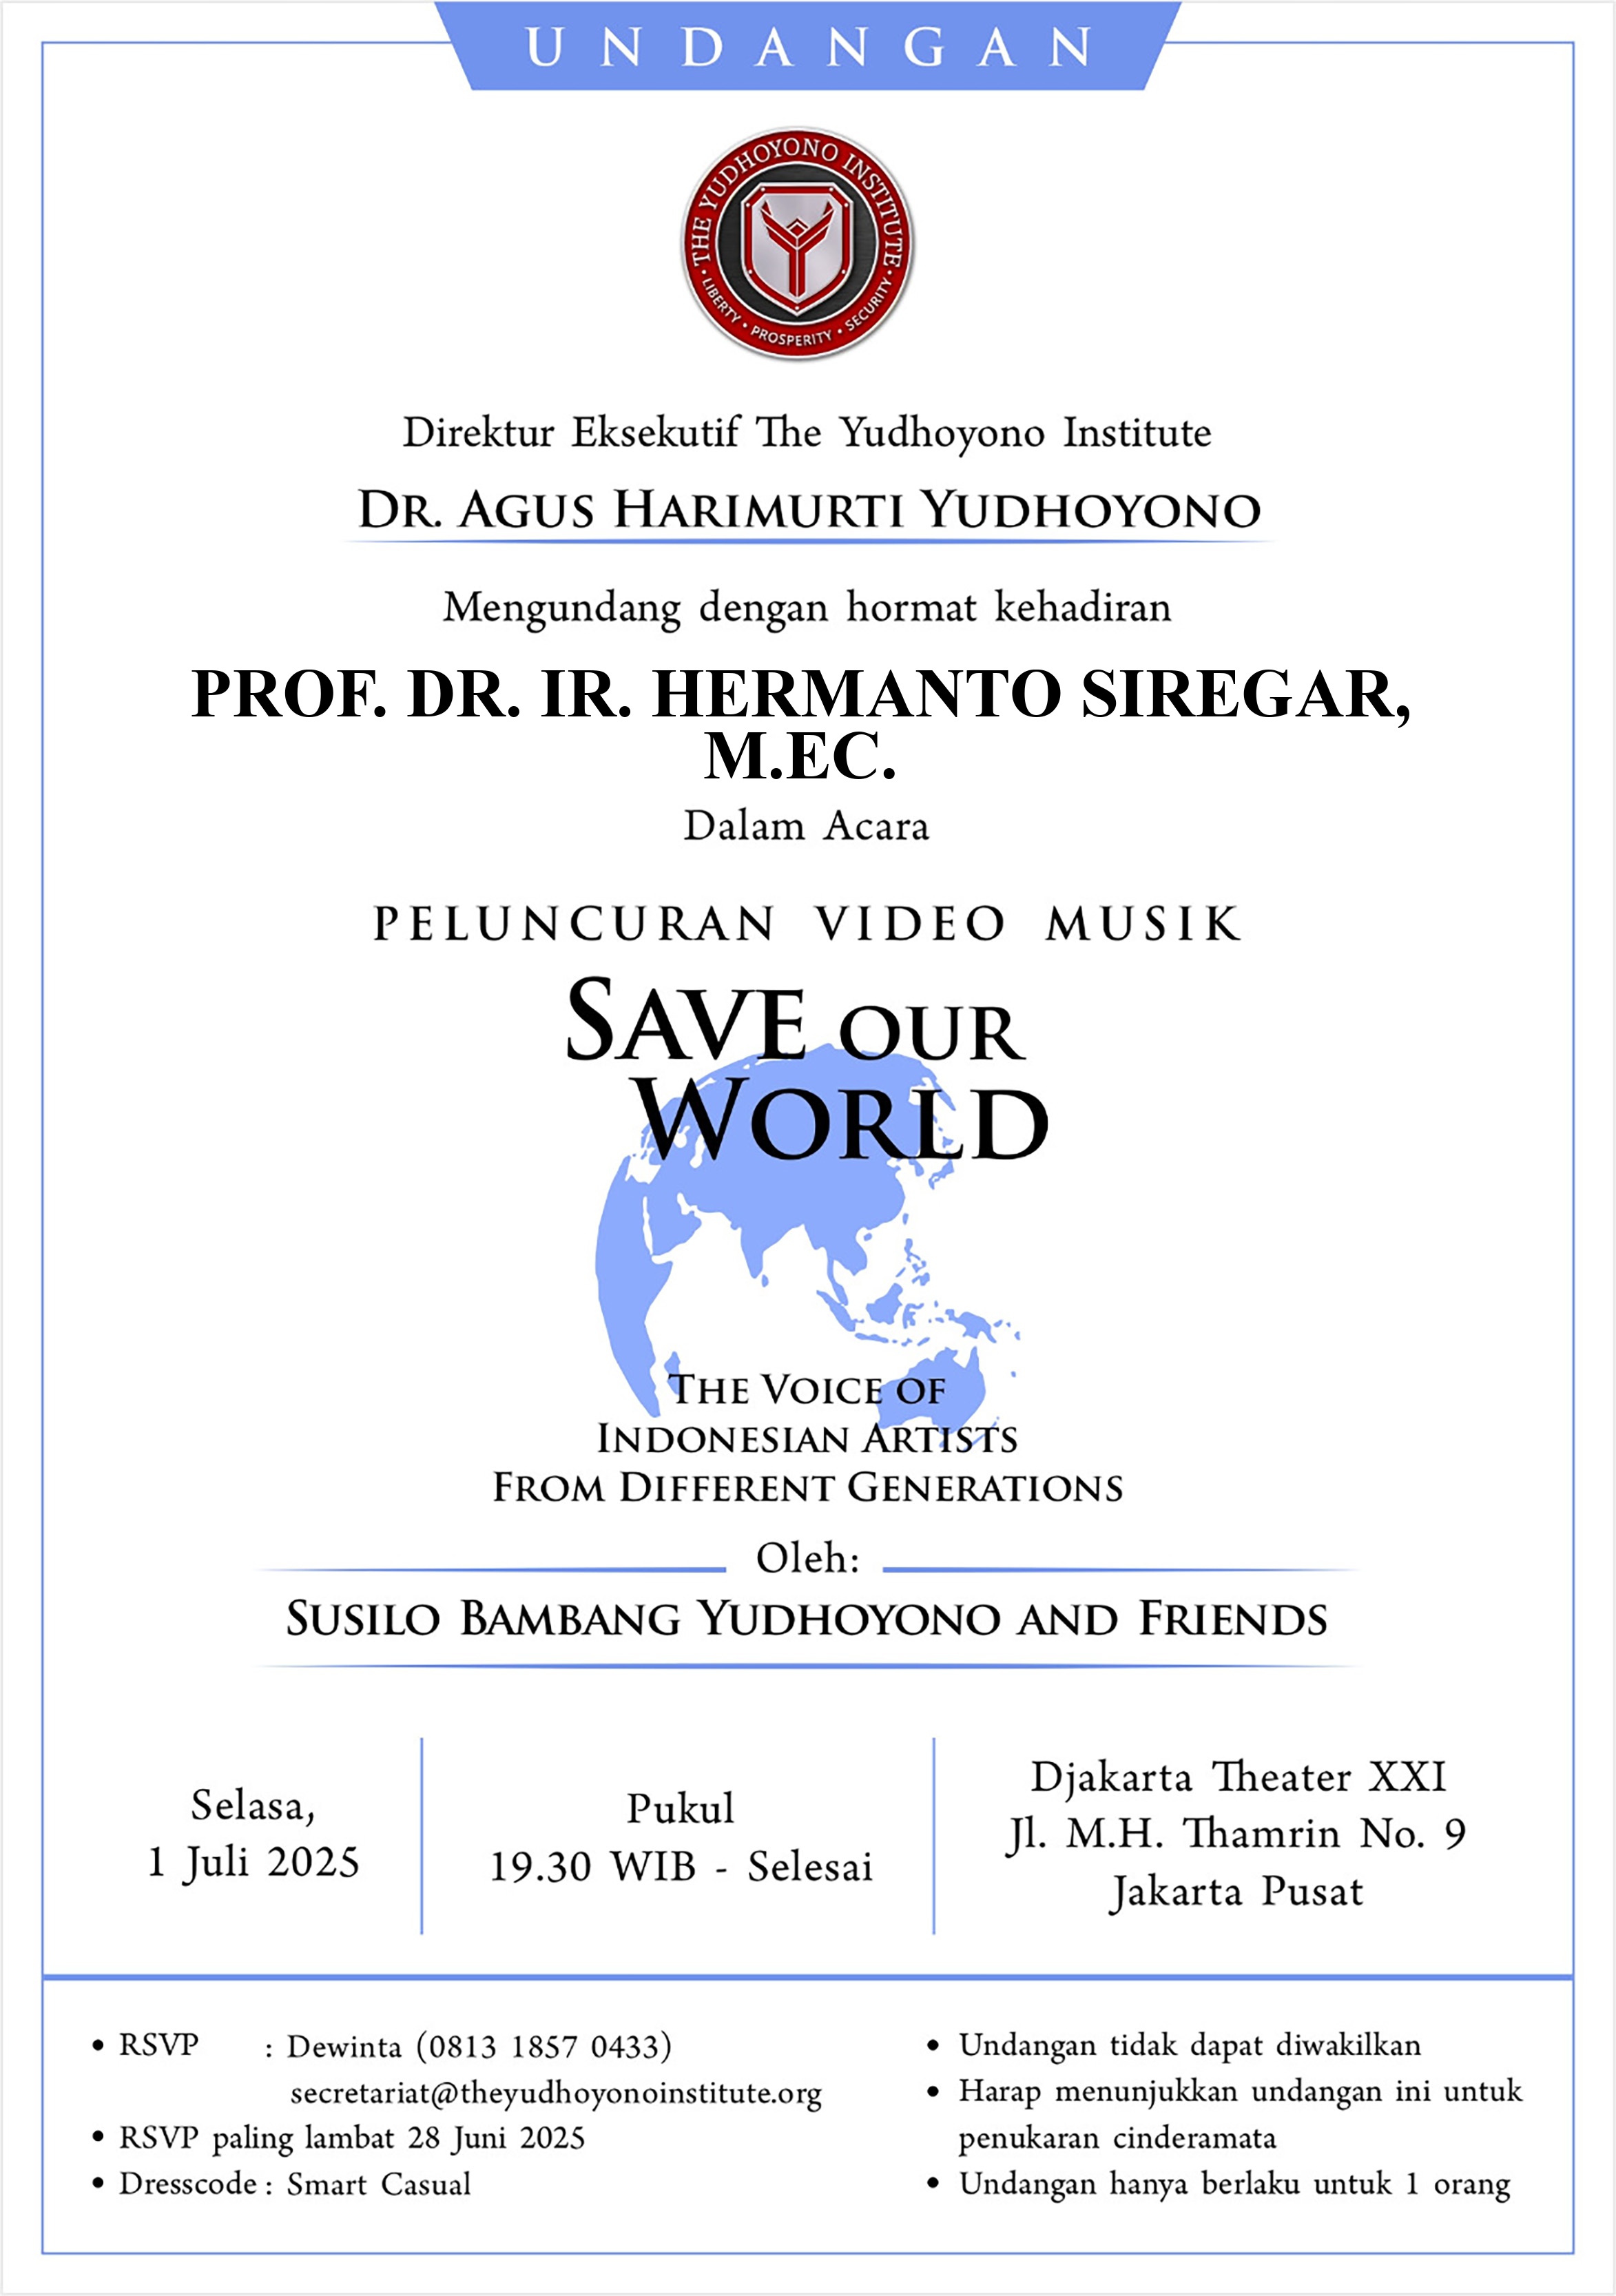 UNDANGAN
THE YUDHOYONO INSTITUTE
LIBERTY • PROSPERITY • SECURITY
Direktur Eksekutif The Yudhoyono Institute
DR. AGUS HARIMURTI YUDHOYONO
Mengundang dengan hormat kehadiran
PROF. DR. IR. HERMANTO SIREGAR,
M.EC.
Dalam Acara
PELUNCURAN VIDEO MUSIK
SAVE OUR
WORLD
THE VOICE OF
INDONESIAN ARTISTS
FROM DIFFERENT GENERATIONS
Oleh:
SUSILO BAMBANG YUDHOYONO AND FRIENDS
Selasa,
1 Juli 2025
Pukul
19.30 WIB - Selesai
Djakarta Theater XXI
Jl. M.H. Thamrin No. 9
Jakarta Pusat
• RSVP : Dewinta (0813 1857 0433)
secretariat@theyudhoyonoinstitute.org
• RSVP paling lambat 28 Juni 2025
• Dresscode : Smart Casual
• Undangan tidak dapat diwakilkan
• Harap menunjukkan undangan ini untuk
penukaran cinderamata
• Undangan hanya berlaku untuk 1 orang